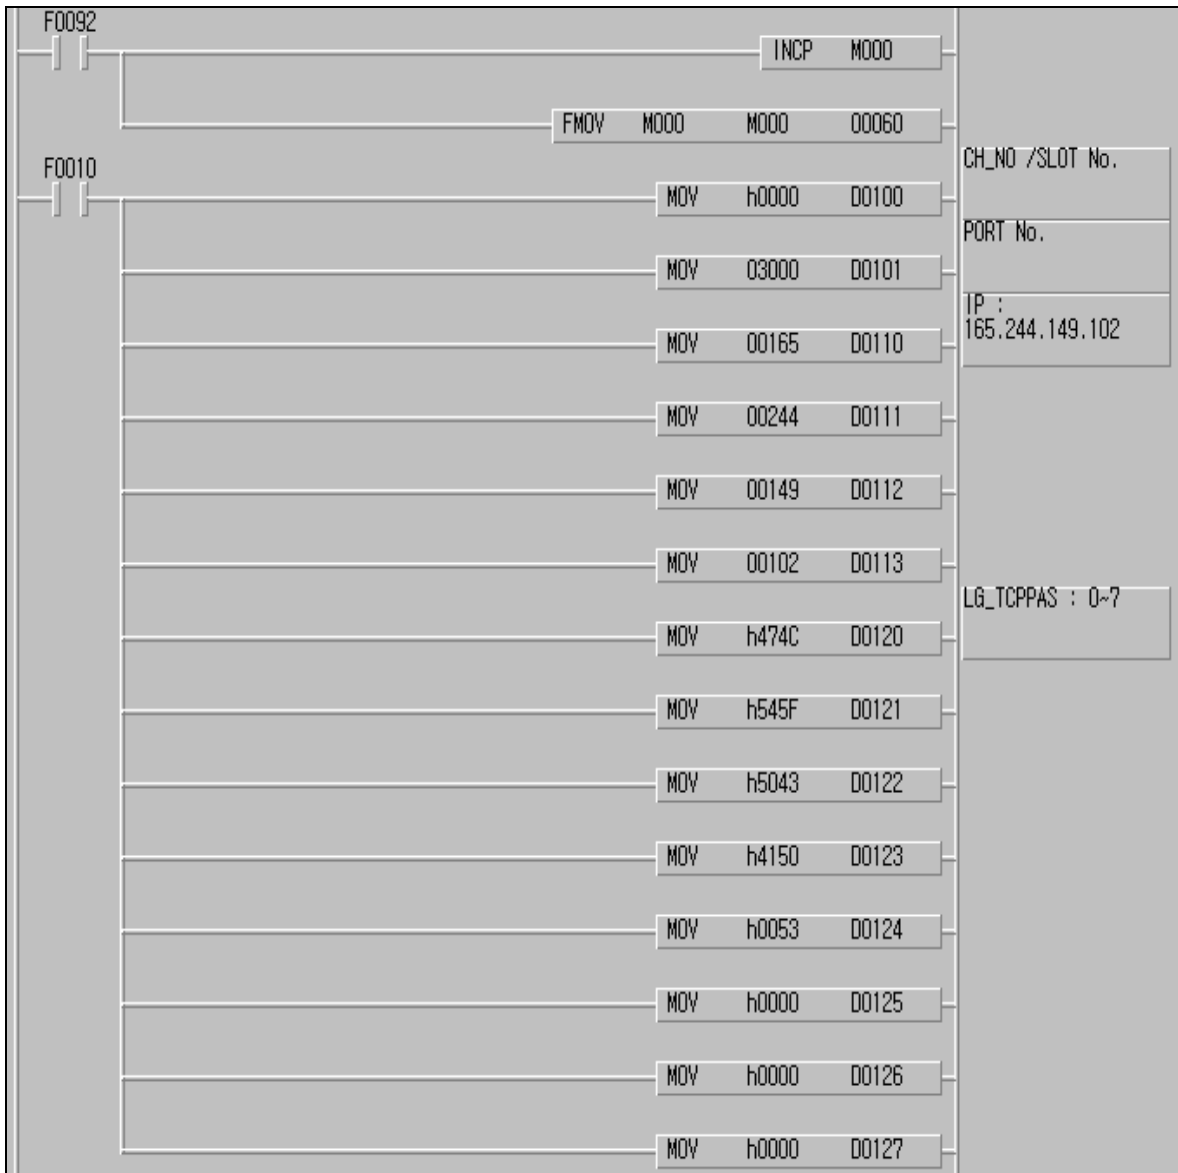 F0092
INCP M000
FMOV M000 M000 00060
CH_NO /SLOT No.
F0010
MOV h0000 D0100
PORT No.
MOV 03000 D0101
IP :
165.244.149.102
MOV 00165 D0110
MOV 00244 D0111
MOV 00149 D0112
MOV 00102 D0113
LG_TCPPAS : 0~7
MOV h474C D0120
MOV h545F D0121
MOV h5043 D0122
MOV h4150 D0123
MOV h0053 D0124
MOV h0000 D0125
MOV h0000 D0126
MOV h0000 D0127